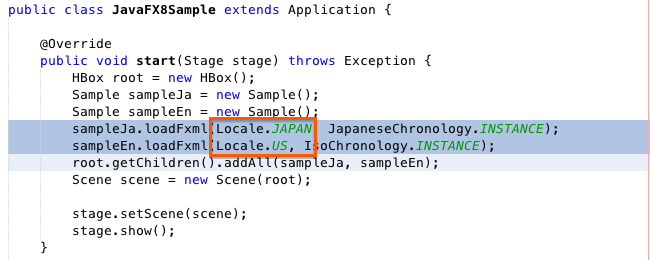 public class JavaFX8Sample extends Application {
@Override
public void start(Stage stage) throws Exception {
HBox root = new HBox();
Sample sampleJa = new Sample();
Sample sampleEn = new Sample();
sampleJa.loadFxml(Locale.JAPAN, JapaneseChronology.INSTANCE);
sampleEn.loadFxml(Locale.US, IsoChronology.INSTANCE);
root.getChildren().addAll(sampleJa, sampleEn);
Scene scene = new Scene(root);
stage.setScene(scene);
stage.show();
}